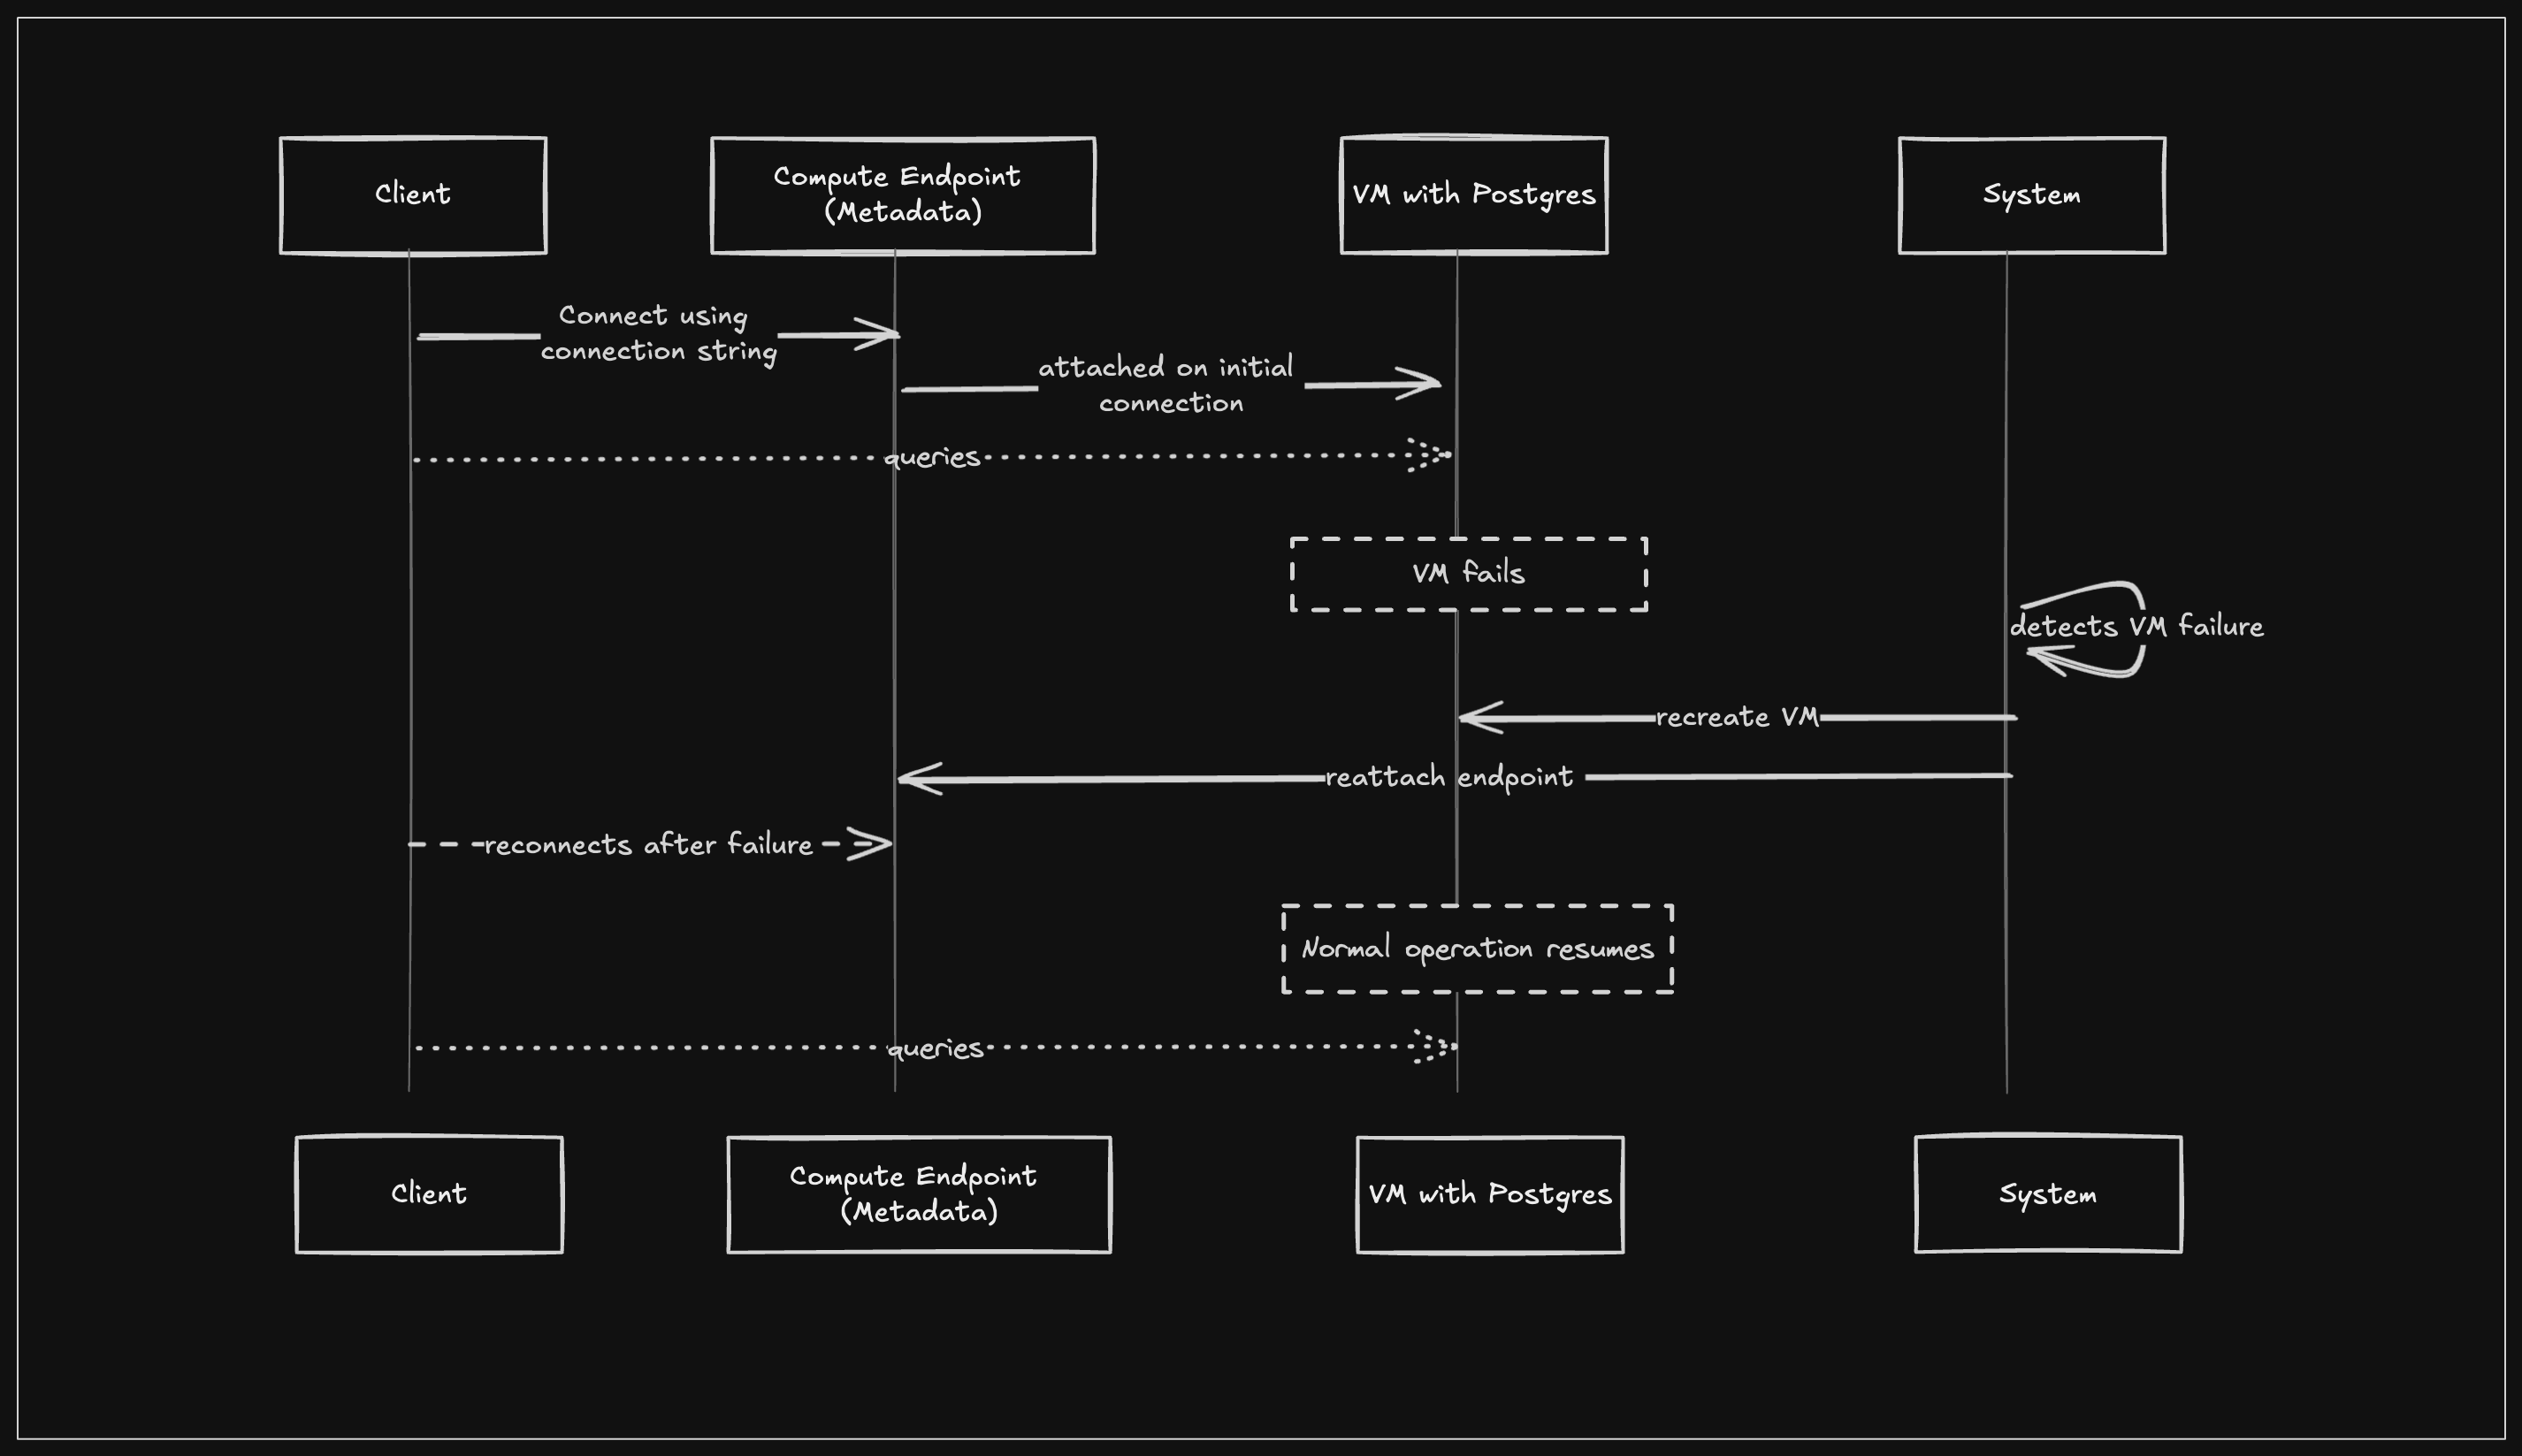 Client
Compute Endpoint
(Metadata)
VM with Postgres
System
Connect using
connection string
attached on initial
connection
queries
VM fails
detects VM failure
recreate VM
reattach endpoint
reconnects after failure
Normal operation resumes
queries
Client
Compute Endpoint
(Metadata)
VM with Postgres
System